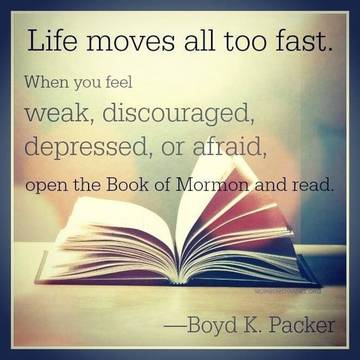 Life moves all too fast.
When you feel
weak, discouraged,
depressed, or afraid,
open the Book of Mormon and read.
—Boyd K. Packer